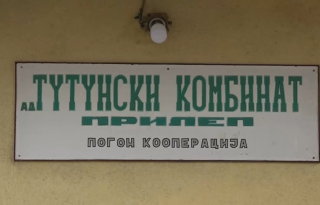 АД ТУТУНСКИ КОМБИНАТ
ПРИЛЕП
ПОГОН КООПЕРАЦИЈА